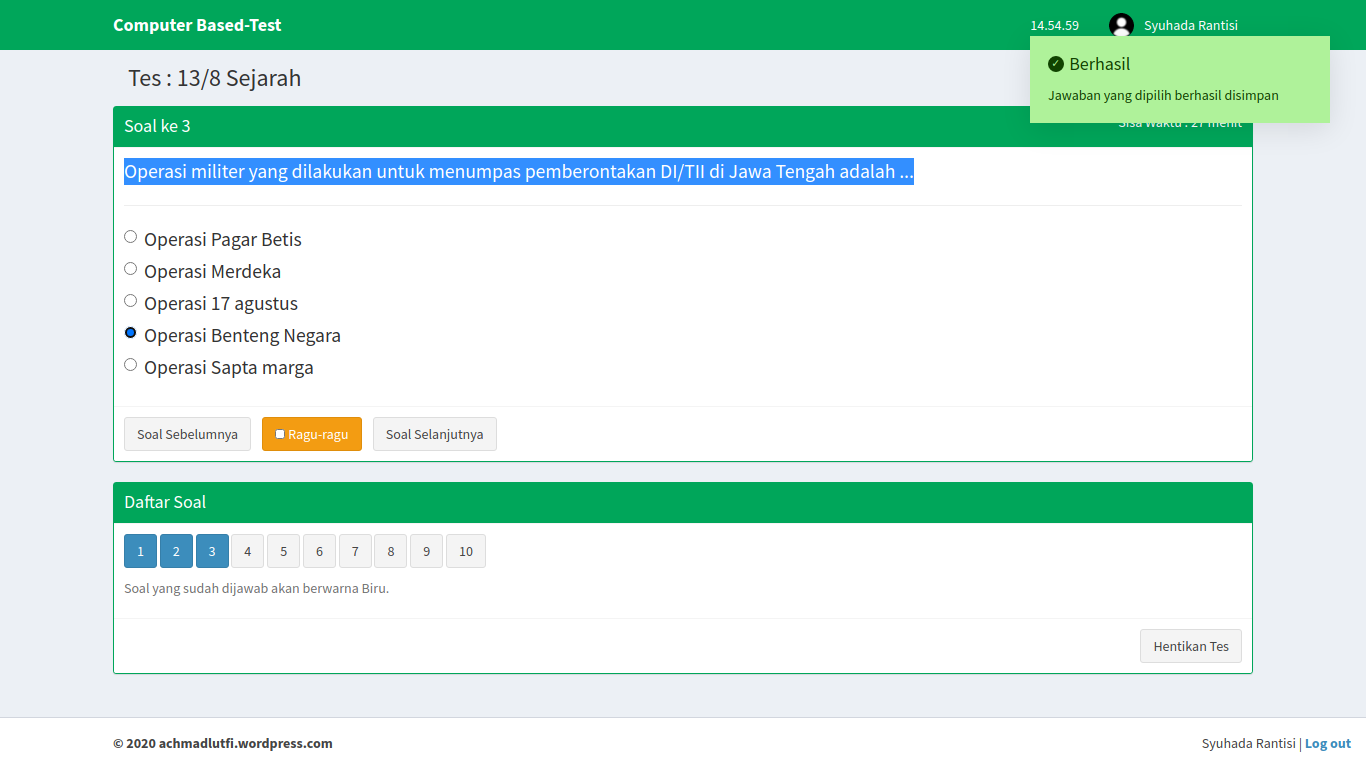 Computer Based-Test
14.54.59
Syuhada Rantisi
Berhasil
Jawaban yang dipilih berhasil disimpan
Tes : 13/8 Sejarah
Soal ke 3
Sisa Waktu : 27 menit
Operasi militer yang dilakukan untuk menumpas pemberontakan DI/TII di Jawa Tengah adalah ...
Operasi Pagar Betis
Operasi Merdeka
Operasi 17 agustus
Operasi Benteng Negara
Operasi Sapta marga
Soal Sebelumnya
Ragu-ragu
Soal Selanjutnya
Daftar Soal
1 2 3 4 5 6 7 8 9 10
Soal yang sudah dijawab akan berwarna Biru.
Hentikan Tes
© 2020 achmadlutfi.wordpress.com
Syuhada Rantisi | Log out